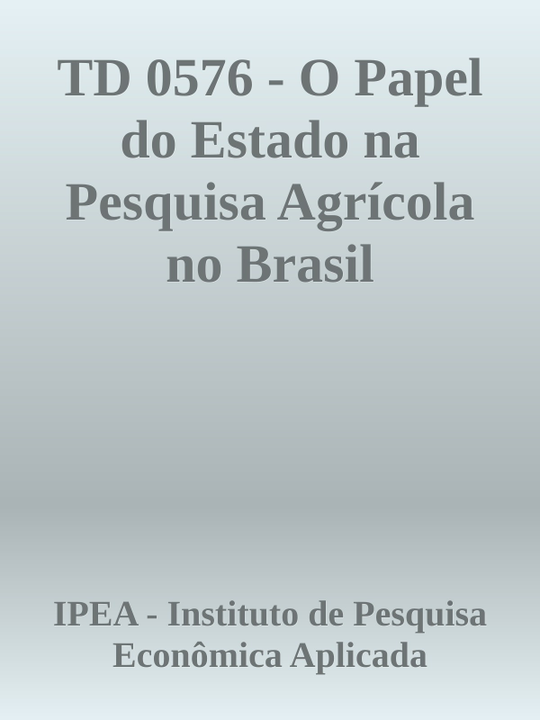 TD 0576 - O Papel
do Estado na
Pesquisa Agrícola
no Brasil
IPEA - Instituto de Pesquisa
Econômica Aplicada